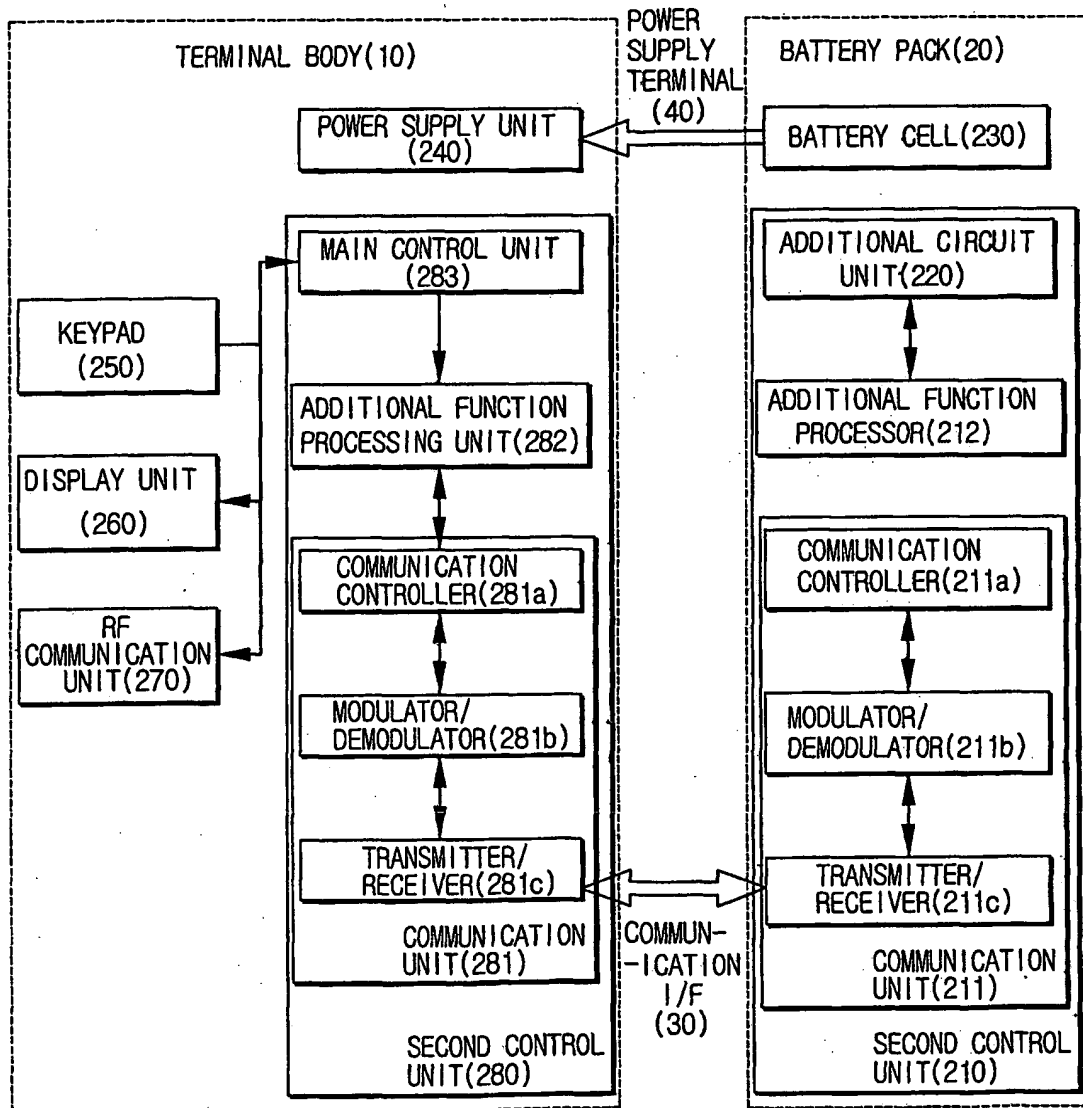 TERMINAL BODY(10)
POWER
SUPPLY
TERMINAL
(40)
BATTERY PACK(20)
POWER SUPPLY UNIT
(240)
BATTERY CELL(230)
MAIN CONTROL UNIT
(283)
ADDITIONAL CIRCUIT
UNIT(220)
KEYPAD
(250)
ADDITIONAL FUNCTION
PROCESSING UNIT(282)
ADDITIONAL FUNCTION
PROCESSOR(212)
DISPLAY UNIT
(260)
COMMUNICATION
CONTROLLER(281a)
COMMUNICATION
CONTROLLER(211a)
RF
COMMUNICATION
UNIT(270)
MODULATOR/
DEMODULATOR(281b)
MODULATOR/
DEMODULATOR(211b)
TRANSMITTER/
RECEIVER(281c)
TRANSMITTER/
RECEIVER(211c)
COMMUNICATION
UNIT(281)
COMMUN-
-ICATION
I/F
(30)
COMMUNICATION
UNIT(211)
SECOND CONTROL
UNIT(280)
SECOND CONTROL
UNIT(210)